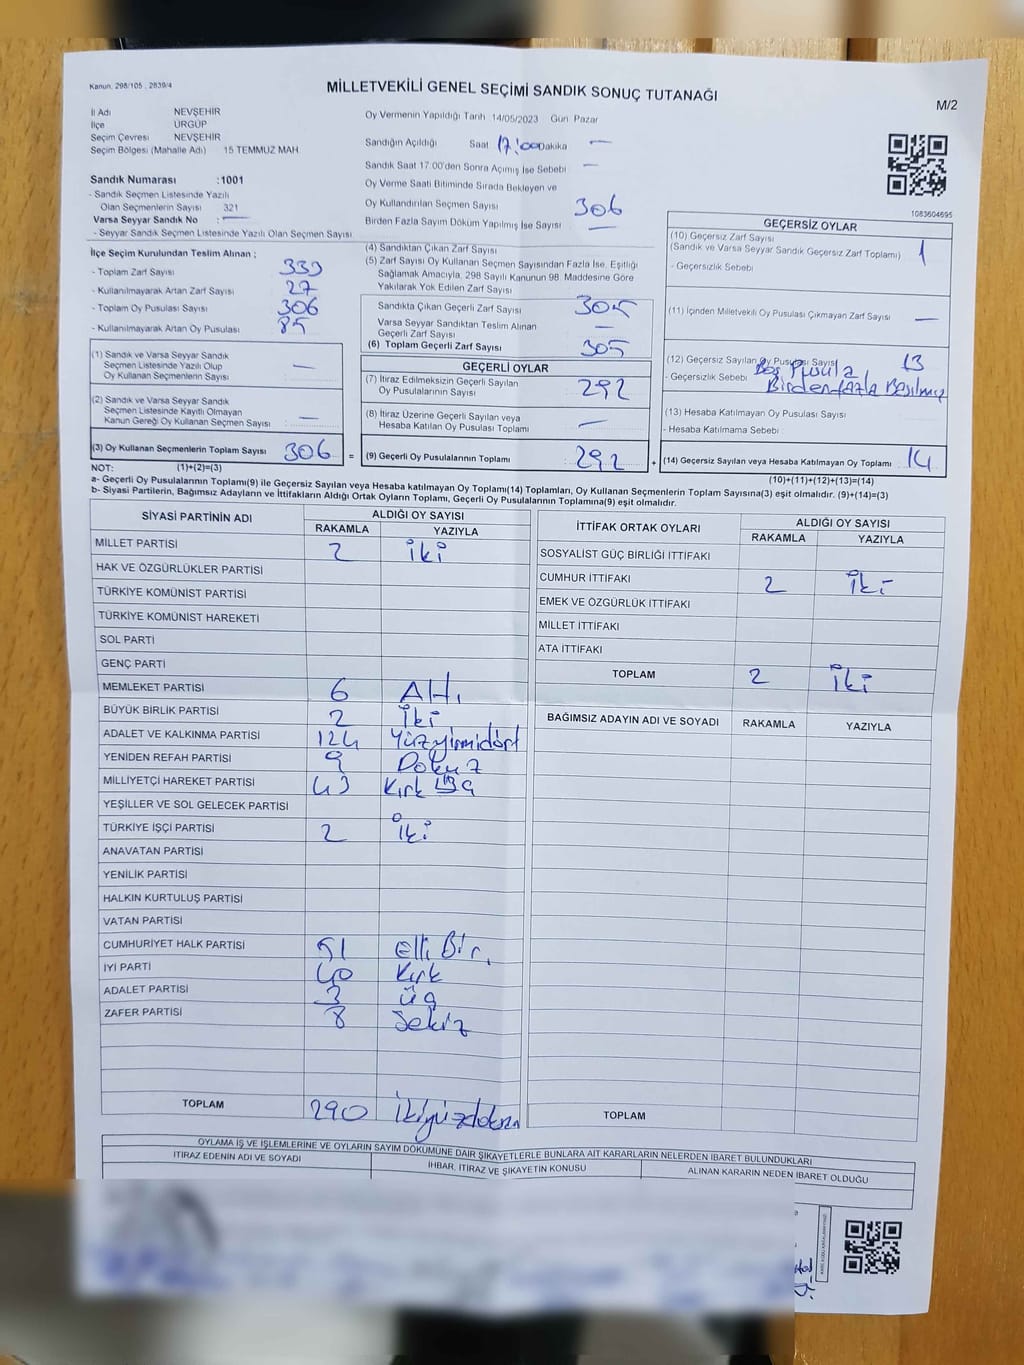 Kanun, 298/105 , 2839/4
MİLLETVEKİLİ GENEL SEÇİMİ SANDIK SONUÇ TUTANAĞI
M/2
İl Adı NEVŞEHİR
İlçe ÜRGÜP
Seçim Çevresi NEVŞEHİR
Seçim Bölgesi (Mahalle Adı) 15 TEMMUZ MAH.
Sandık Numarası :1001
- Sandık Seçmen Listesinde Yazılı
Olan Seçmenlerin Sayısı 321
Varsa Seyyar Sandık No : —
- Seyyar Sandık Seçmen Listesinde Yazılı Olan Seçmen Sayısı
Oy Vermenin Yapıldığı Tarih 14/05/2023 Gün Pazar
Sandığın Açıldığı Saat 17:00 Dakika —
Sandık Saat 17.00'den Sonra Açımış İse Sebebi —
Oy Verme Saati Bitiminde Sırada Bekleyen ve
Oy Kullandırılan Seçmen Sayısı 306
Birden Fazla Sayım Döküm Yapılmış İse Sayısı —
1083604695
İlçe Seçim Kurulundan Teslim Alınan ;
- Toplam Zarf Sayısı 333
- Kullanılmayarak Artan Zarf Sayısı 27
- Toplam Oy Pusulası Sayısı 306
- Kullanılmayarak Artan Oy Pusulası 85
(1) Sandık ve Varsa Seyyar Sandık
Seçmen Listesinde Yazılı Olup
Oy Kullanan Seçmenlerin Sayısı : —
(2) Sandık ve Varsa Seyyar Sandık
Seçmen Listesinde Kayıtlı Olmayan
Kanun Gereği Oy Kullanan Seçmen Sayısı : —
(3) Oy Kullanan Seçmenlerin Toplam Sayısı 306 =
(4) Sandıktan Çıkan Zarf Sayısı
(5) Zarf Sayısı Oy Kullanan Seçmen Sayısından Fazla İse, Eşitliği
Sağlamak Amacıyla, 298 Sayılı Kanunun 98. Maddesine Göre
Yakılarak Yok Edilen Zarf Sayısı
Sandıkta Çıkan Geçerli Zarf Sayısı 305
Varsa Seyyar Sandıktan Teslim Alınan
Geçerli Zarf Sayısı —
(6) Toplam Geçerli Zarf Sayısı 305
GEÇERLİ OYLAR
(7) İtiraz Edilmeksizin Geçerli Sayılan
Oy Pusulalarının Sayısı 292
(8) İtiraz Üzerine Geçerli Sayılan veya
Hesaba Katılan Oy Pusulası Toplamı —
(9) Geçerli Oy Pusulalarının Toplamı : 292 +
GEÇERSİZ OYLAR
(10) Geçersiz Zarf Sayısı 1
(Sandık ve Varsa Seyyar Sandık Geçersiz Zarf Toplamı)
- Geçersizlik Sebebi
(11) İçinden Milletvekili Oy Pusulası Çıkmayan Zarf Sayısı —
(12) Geçersiz Sayılan Oy Pusulası Sayısı 13
- Geçersizlik Sebebi Boş Pusula
Birden fazla Basılmış
(13) Hesaba Katılmayan Oy Pusulası Sayısı
- Hesaba Katılmama Sebebi
(14) Geçersiz Sayılan veya Hesaba Katılmayan Oy Toplamı 14
NOT: (1)+(2)=(3) (10)+(11)+(12)+(13)=(14)
a- Geçerli Oy Pusulalarının Toplamı(9) ile Geçersiz Sayılan veya Hesaba katılmayan Oy Toplamı(14) Toplamları, Oy Kullanan Seçmenlerin Toplam Sayısına(3) eşit olmalıdır. (9)+(14)=(3)
b- Siyasi Partilerin, Bağımsız Adayların ve İttifakların Aldığı Ortak Oyların Toplamı, Geçerli Oy Pusulalarının Toplamına(9) eşit olmalıdır.
SİYASİ PARTİNİN ADI ALDIĞI OY SAYISI
RAKAMLA YAZIYLA
MİLLET PARTİSİ 2 iki
HAK VE ÖZGÜRLÜKLER PARTİSİ
TÜRKİYE KOMÜNİST PARTİSİ
TÜRKİYE KOMÜNİST HAREKETİ
SOL PARTİ
GENÇ PARTİ
MEMLEKET PARTİSİ 6 Altı
BÜYÜK BİRLİK PARTİSİ 2 İki
ADALET VE KALKINMA PARTİSİ 124 Yüzyirmidört
YENİDEN REFAH PARTİSİ 9 Dokuz
MİLLİYETÇİ HAREKET PARTİSİ 43 Kırk üç
YEŞİLLER VE SOL GELECEK PARTİSİ
TÜRKİYE İŞÇİ PARTİSİ 2 İki
ANAVATAN PARTİSİ
YENİLİK PARTİSİ
HALKIN KURTULUŞ PARTİSİ
VATAN PARTİSİ
CUMHURİYET HALK PARTİSİ 51 Elli Bir.
İYİ PARTİ 40 Kırk
ADALET PARTİSİ 3 üç
ZAFER PARTİSİ 8 Sekiz
TOPLAM 290 İkiyüzdoksan
İTTİFAK ORTAK OYLARI ALDIĞI OY SAYISI
RAKAMLA YAZIYLA
SOSYALİST GÜÇ BİRLİĞİ İTTİFAKI
CUMHUR İTTİFAKI 2 İki
EMEK VE ÖZGÜRLÜK İTTİFAKI
MİLLET İTTİFAKI
ATA İTTİFAKI
TOPLAM 2 İki
BAĞIMSIZ ADAYIN ADI VE SOYADI RAKAMLA YAZIYLA
TOPLAM
OYLAMA İŞ VE İŞLEMLERİNE VE OYLARIN SAYIM DÖKÜMÜNE DAİR ŞİKAYETLERLE BUNLARA AİT KARARLARIN NELERDEN İBARET BULUNDUKLARI
İTİRAZ EDENİN ADI VE SOYADI İHBAR, İTİRAZ VE ŞİKAYETİN KONUSU ALINAN KARARIN NEDEN İBARET OLDUĞU